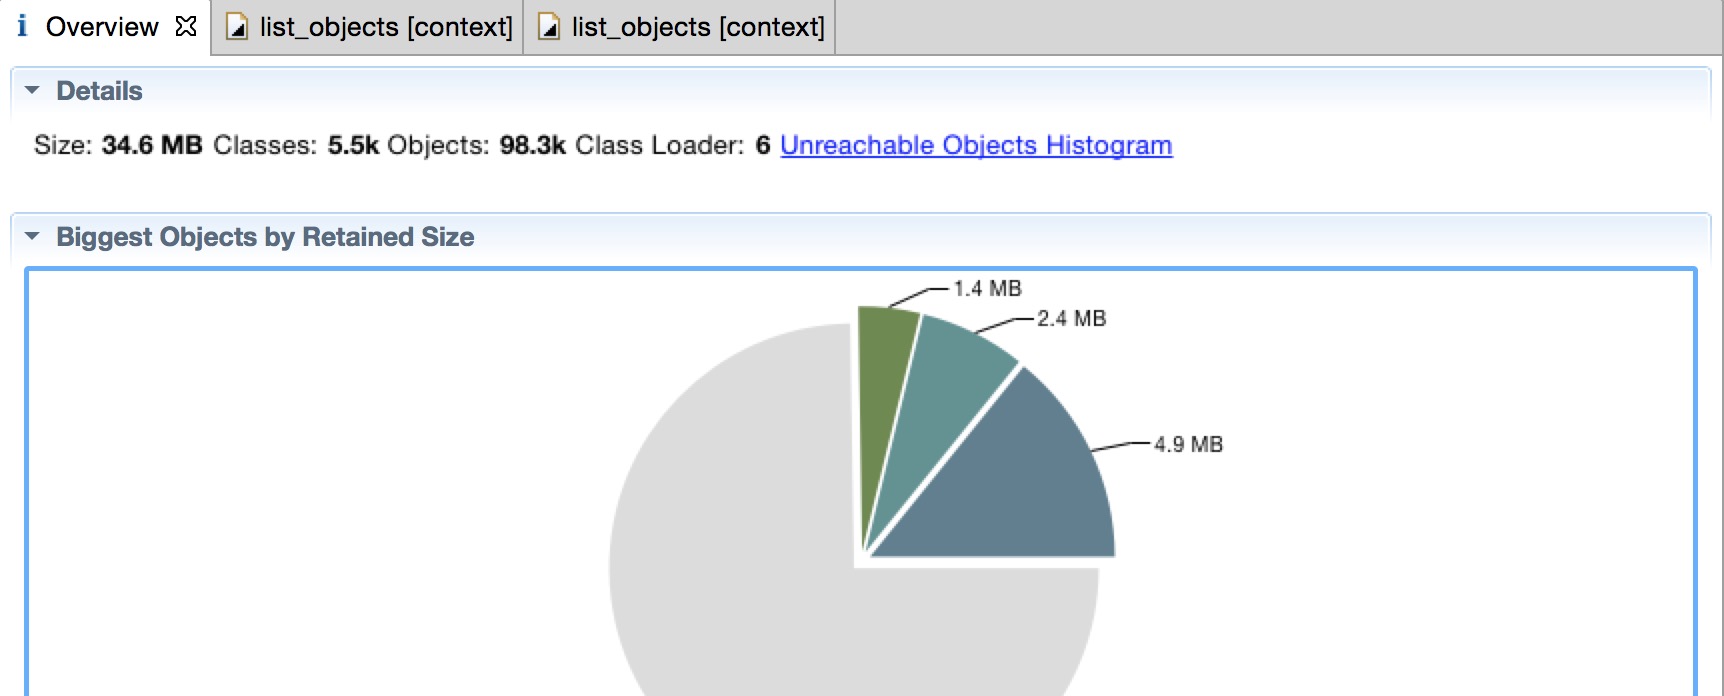 Overview list_objects [context] list_objects [context]
Details
Size: 34.6 MB Classes: 5.5k Objects: 98.3k Class Loader: 6 Unreachable Objects Histogram
Biggest Objects by Retained Size
1.4 MB
2.4 MB
4.9 MB